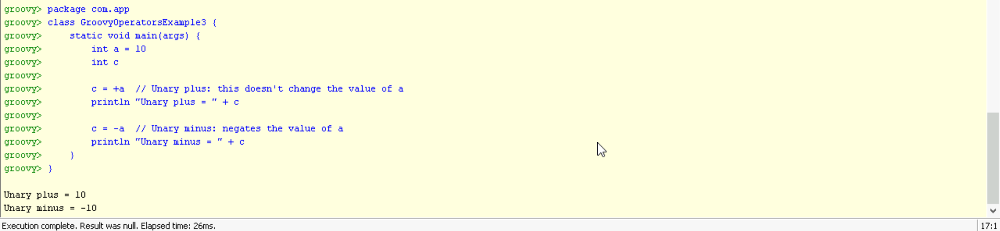 groovy> package com.app
groovy> class GroovyOperatorsExample3 {
groovy>     static void main(args) {
groovy>         int a = 10
groovy>         int c
groovy>
groovy>         c = +a  // Unary plus: this doesn't change the value of a
groovy>         println "Unary plus = " + c
groovy>
groovy>         c = -a  // Unary minus: negates the value of a
groovy>         println "Unary minus = " + c
groovy>     }
groovy> }

Unary plus = 10
Unary minus = -10
Execution complete. Result was null. Elapsed time: 26ms. 17:1